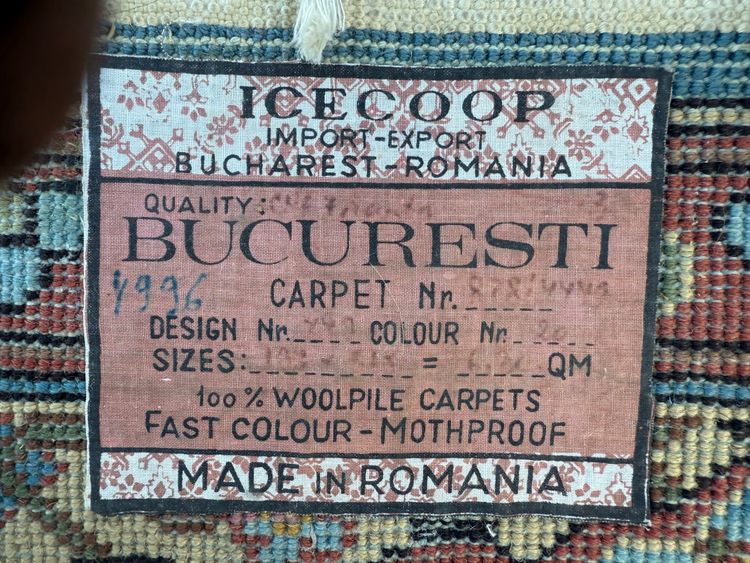 ICECOOP
IMPORT-EXPORT
BUCHAREST-ROMANIA
QUALITY:
BUCURESTI
4996
CARPET Nr.
DESIGN Nr. COLOUR Nr.
SIZES: = QM
100% WOOLPILE CARPETS
FAST COLOUR - MOTHPROOF
MADE in ROMANIA